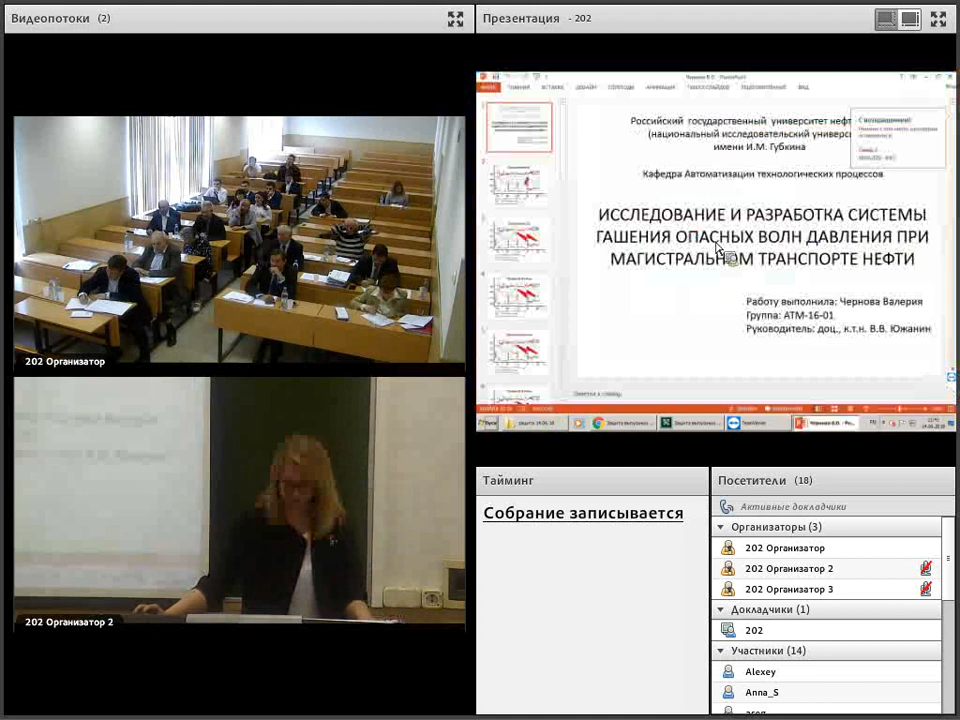 Видеопотоки (2)
202 Организатор
202 Организатор 2
Презентация - 202
Российский государственный университет нефт
(национальный исследовательский универс
имени И.М. Губкина
Кафедра Автоматизации технологических процессов
ИССЛЕДОВАНИЕ И РАЗРАБОТКА СИСТЕМЫ
ГАШЕНИЯ ОПАСНЫХ ВОЛН ДАВЛЕНИЯ ПРИ
МАГИСТРАЛЬНОМ ТРАНСПОРТЕ НЕФТИ
Работу выполнила: Чернова Валерия
Группа: АТМ-16-01
Руководитель: доц., к.т.н. В.В. Южанин
Заметки к слайду
Тайминг
Собрание записывается
Посетители (18)
Активные докладчики
Организаторы (3)
202 Организатор
202 Организатор 2
202 Организатор 3
Докладчики (1)
202
Участники (14)
Alexey
Anna_S